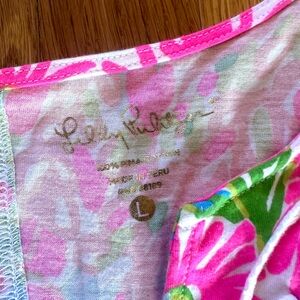 Lilly Pulitzer
100% PIMA COTTON
MADE IN PERU
L